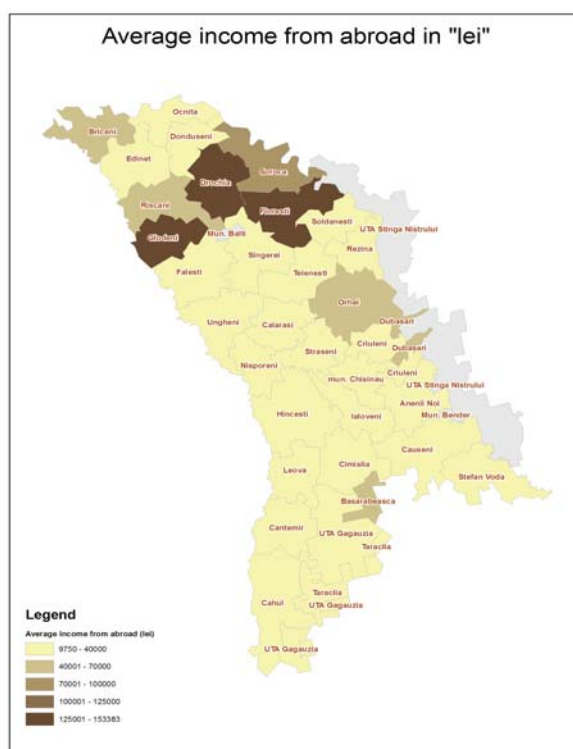 Average income from abroad in "lei"
Ocnita
Briceni
Donduseni
Edinet
Soroca
Drochia
Riscani
Floresti
Soldanesti
Glodeni
Mun. Balti
UTA Stinga Nistrului
Rezina
Singerei
Falesti
Telenesti
Orhei
Dubasari
Ungheni
Calarasi
Criuleni
Straseni
Dubasari
Nisporeni
Criuleni
mun. Chisinau
UTA Stinga Nistrului
Anenii Noi
Mun. Bender
Hincesti
Ialoveni
Causeni
Leova
Cimislia
Stefan Voda
Basarabeasca
Cantemir
UTA Gagauzia
Taraclia
Taraclia
Cahul
UTA Gagauzia
UTA Gagauzia
Legend
Average income from abroad (lei)
9750 - 40000
40001 - 70000
70001 - 100000
100001 - 125000
125001 - 153383